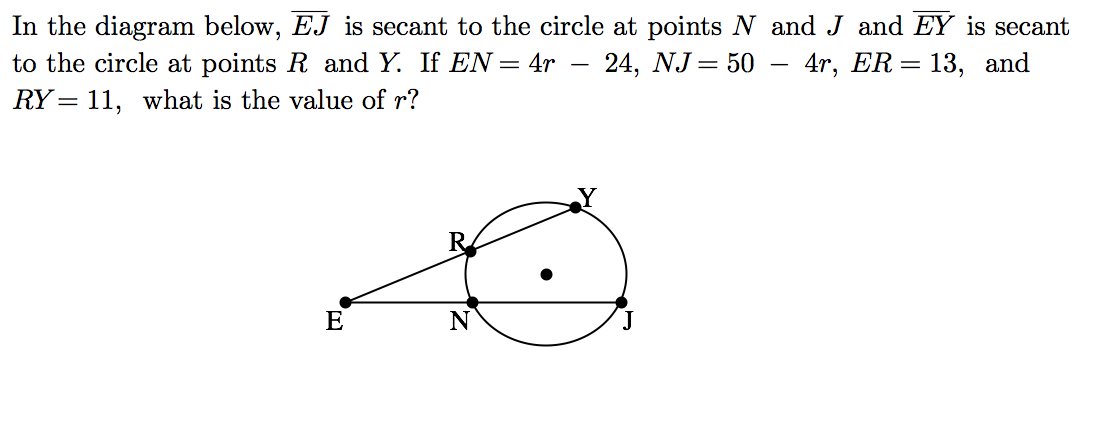 In the diagram below, EJ is secant to the circle at points N and J and EY is secant
to the circle at points R and Y. If EN = 4r − 24, NJ = 50 − 4r, ER = 13, and
RY = 11, what is the value of r?
Y
R
E
N
J